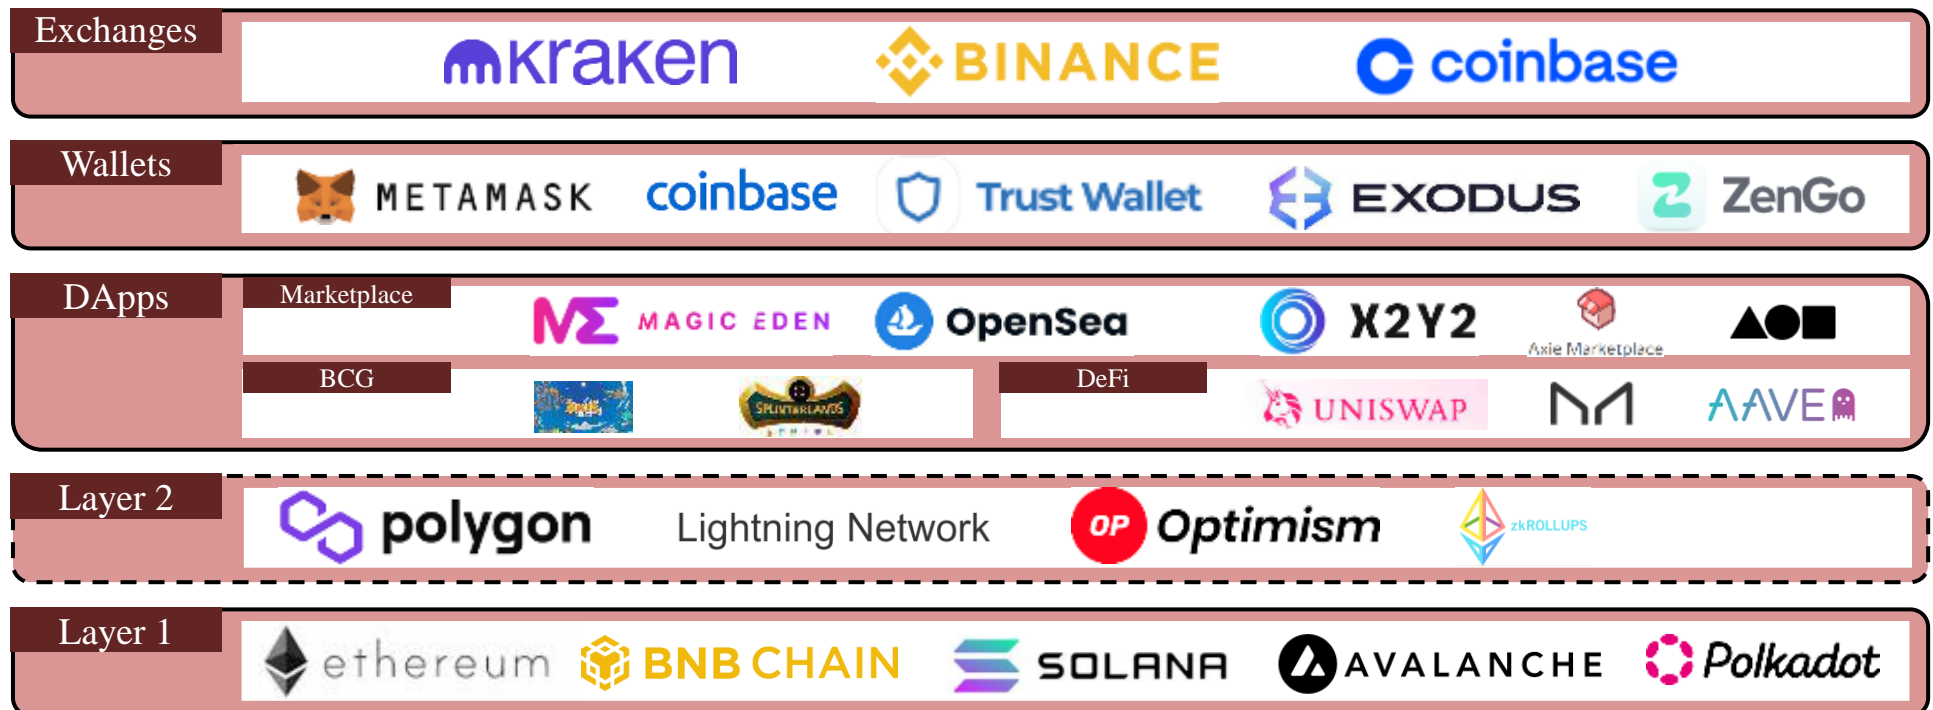 Exchanges
kraken
BINANCE
coinbase
Wallets
METAMASK
coinbase
Trust Wallet
EXODUS
ZenGo
DApps
Marketplace
MAGIC EDEN
OpenSea
X2Y2
Axie Marketplace
BCG
SPLINTERLANDS
DeFi
UNISWAP
AAVE
Layer 2
polygon
Lightning Network
OP Optimism
zkROLLUPS
Layer 1
ethereum
BNB CHAIN
SOLANA
AVALANCHE
Polkadot